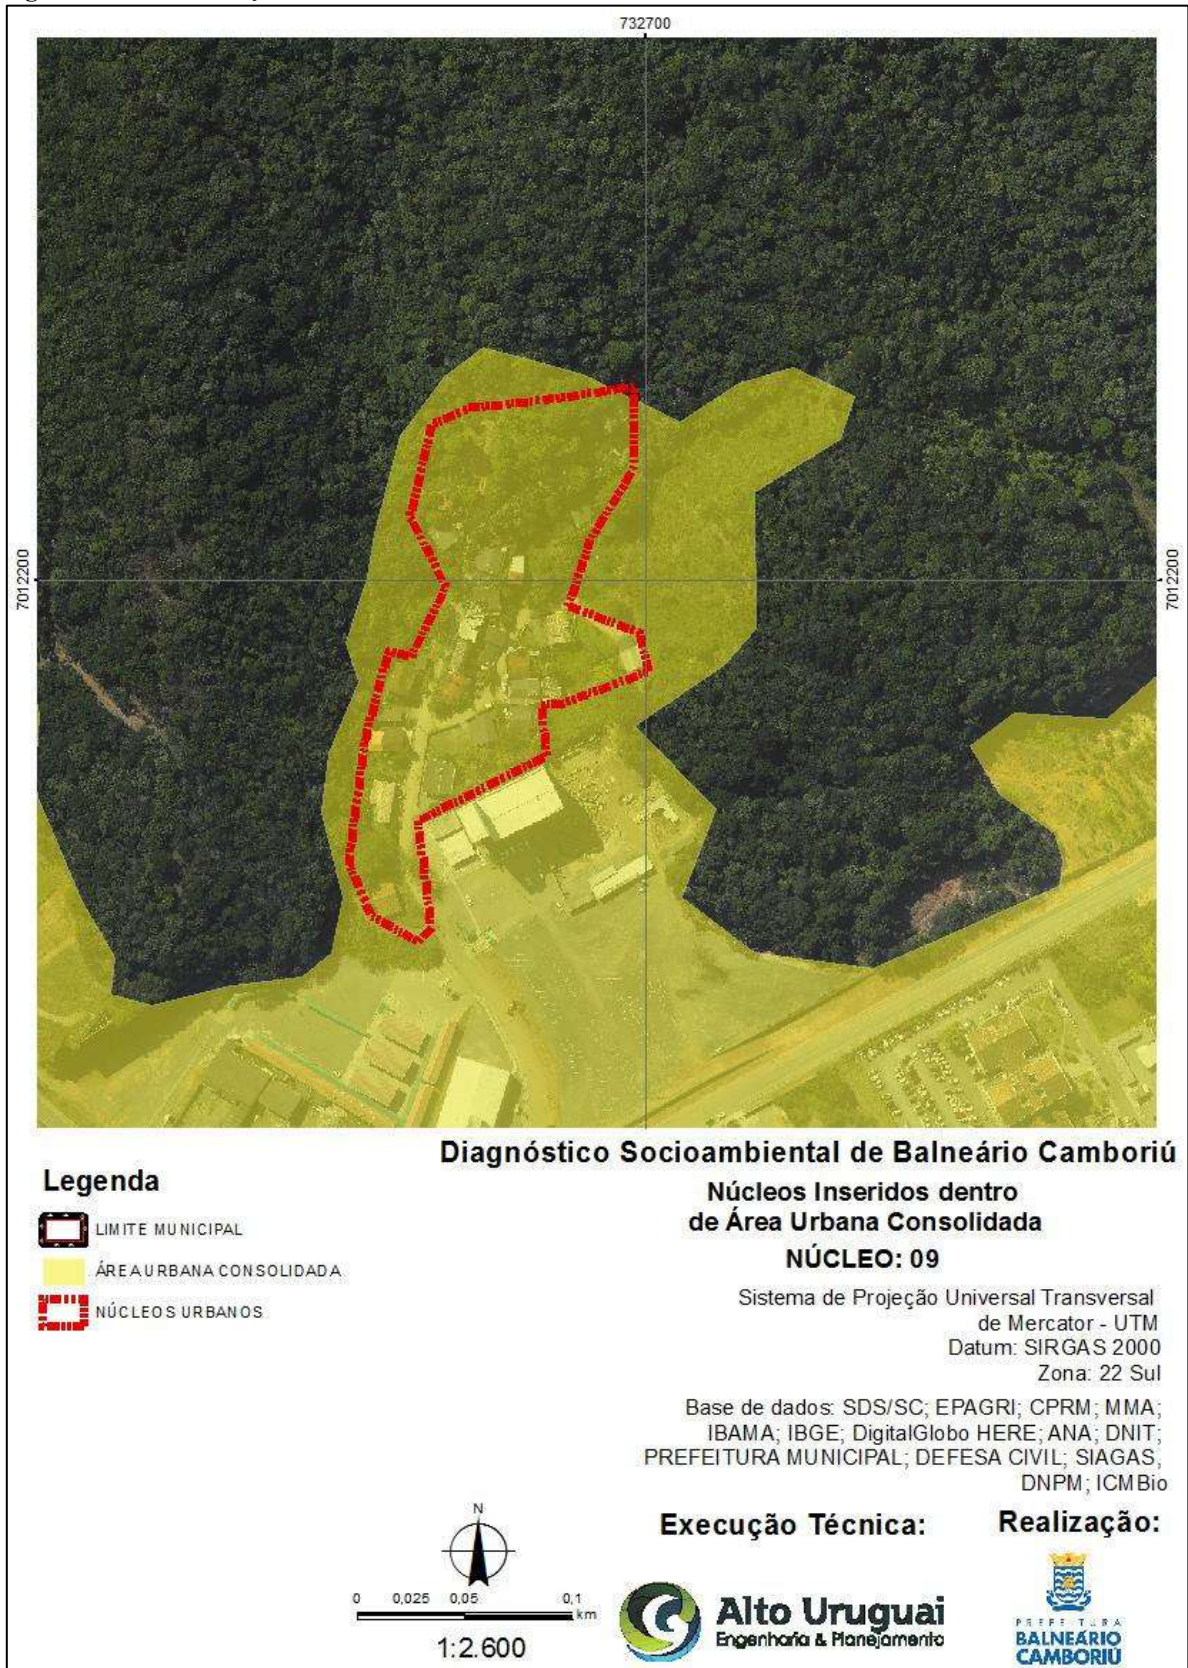 732700
7012200
7012200
Diagnóstico Socioambiental de Balneário Camboriú
Núcleos Inseridos dentro
de Área Urbana Consolidada
NÚCLEO: 09
Legenda
LIMITE MUNICIPAL
ÁREA URBANA CONSOLIDADA
NÚCLEOS URBANOS
Sistema de Projeção Universal Transversal
de Mercator - UTM
Datum: SIRGAS 2000
Zona: 22 Sul
Base de dados: SDS/SC; EPAGRI; CPRM; MMA;
IBAMA; IBGE; DigitalGlobo HERE; ANA; DNIT;
PREFEITURA MUNICIPAL; DEFESA CIVIL; SIAGAS,
DNPM; ICMBio
N
0 0,025 0,05 0,1
km
1:2.600
Execução Técnica:
Alto Uruguai
Engenharia & Planejamento
Realização:
PREFEITURA
BALNEÁRIO
CAMBORIÚ